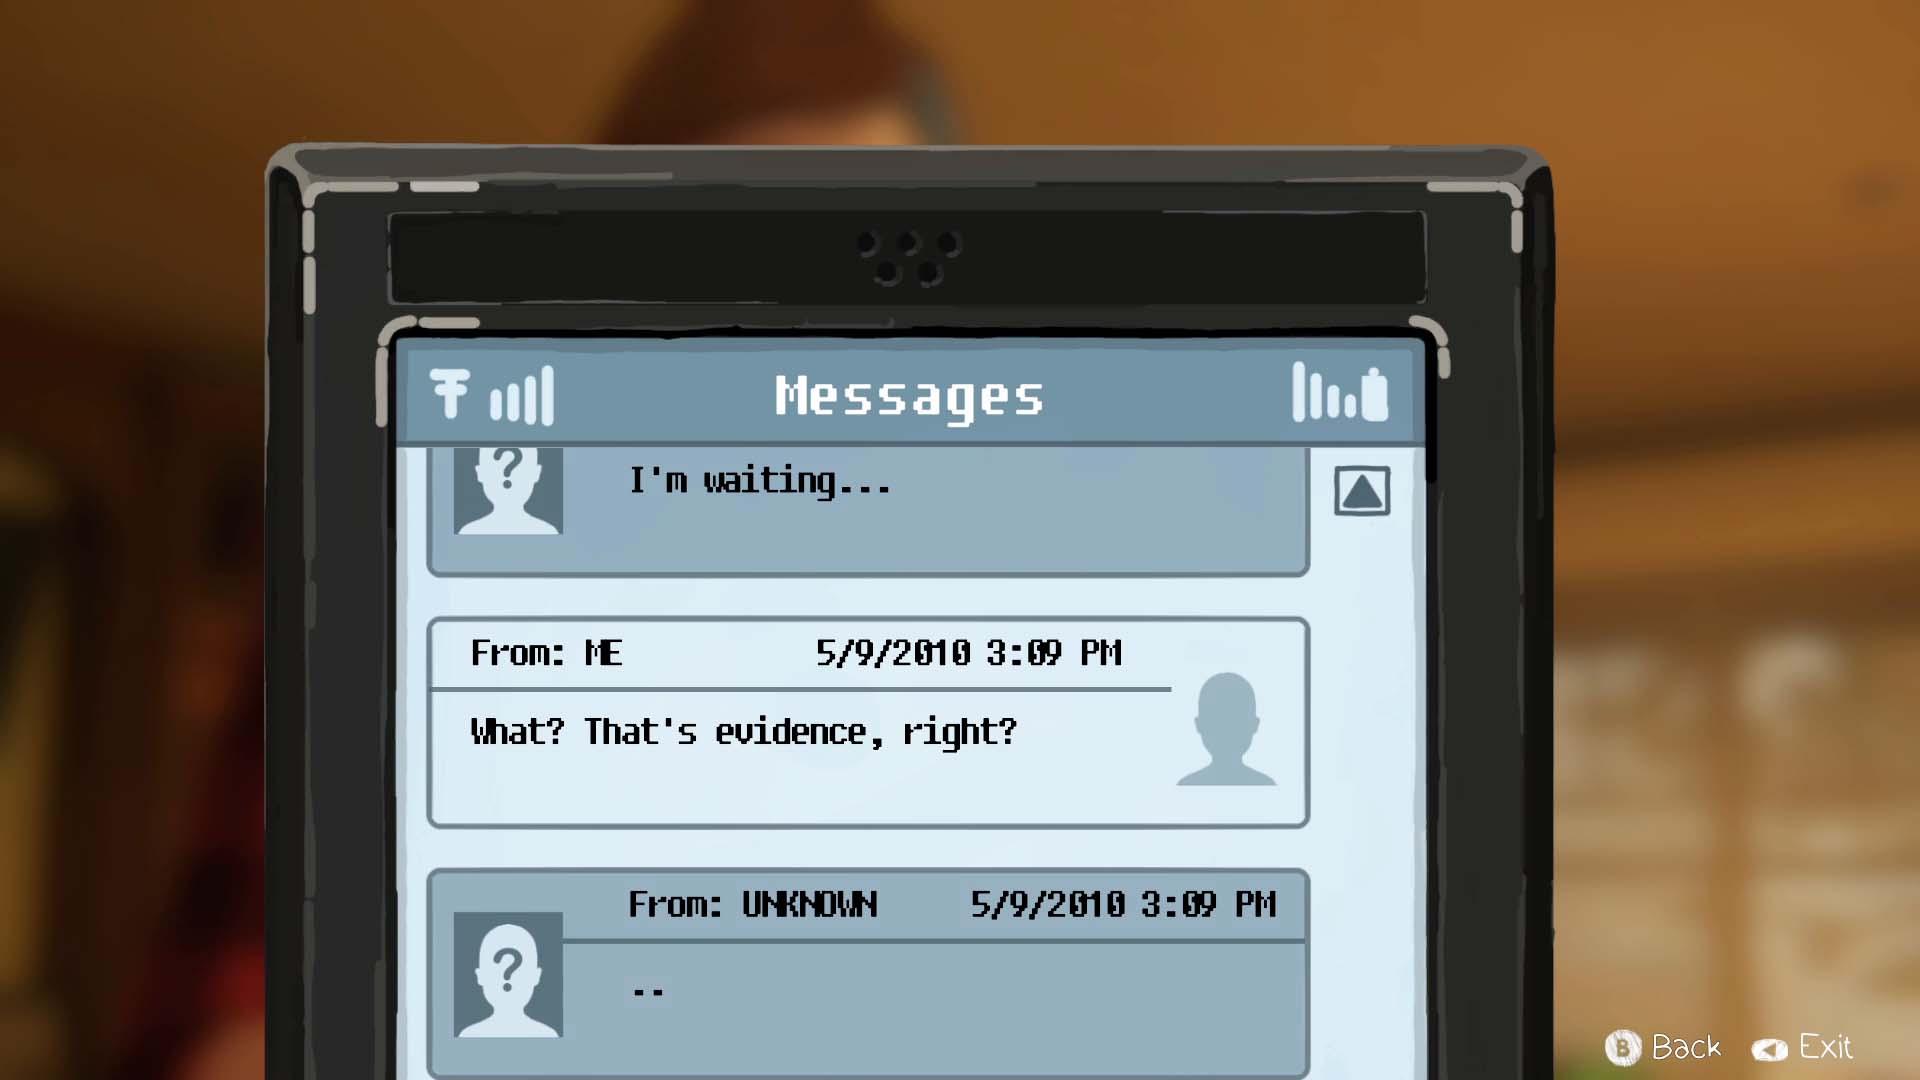 Messages
I'm waiting...
From: ME 5/9/2010 3:09 PM
What? That's evidence, right?
From: UNKNOWN 5/9/2010 3:09 PM
--
B Back Exit